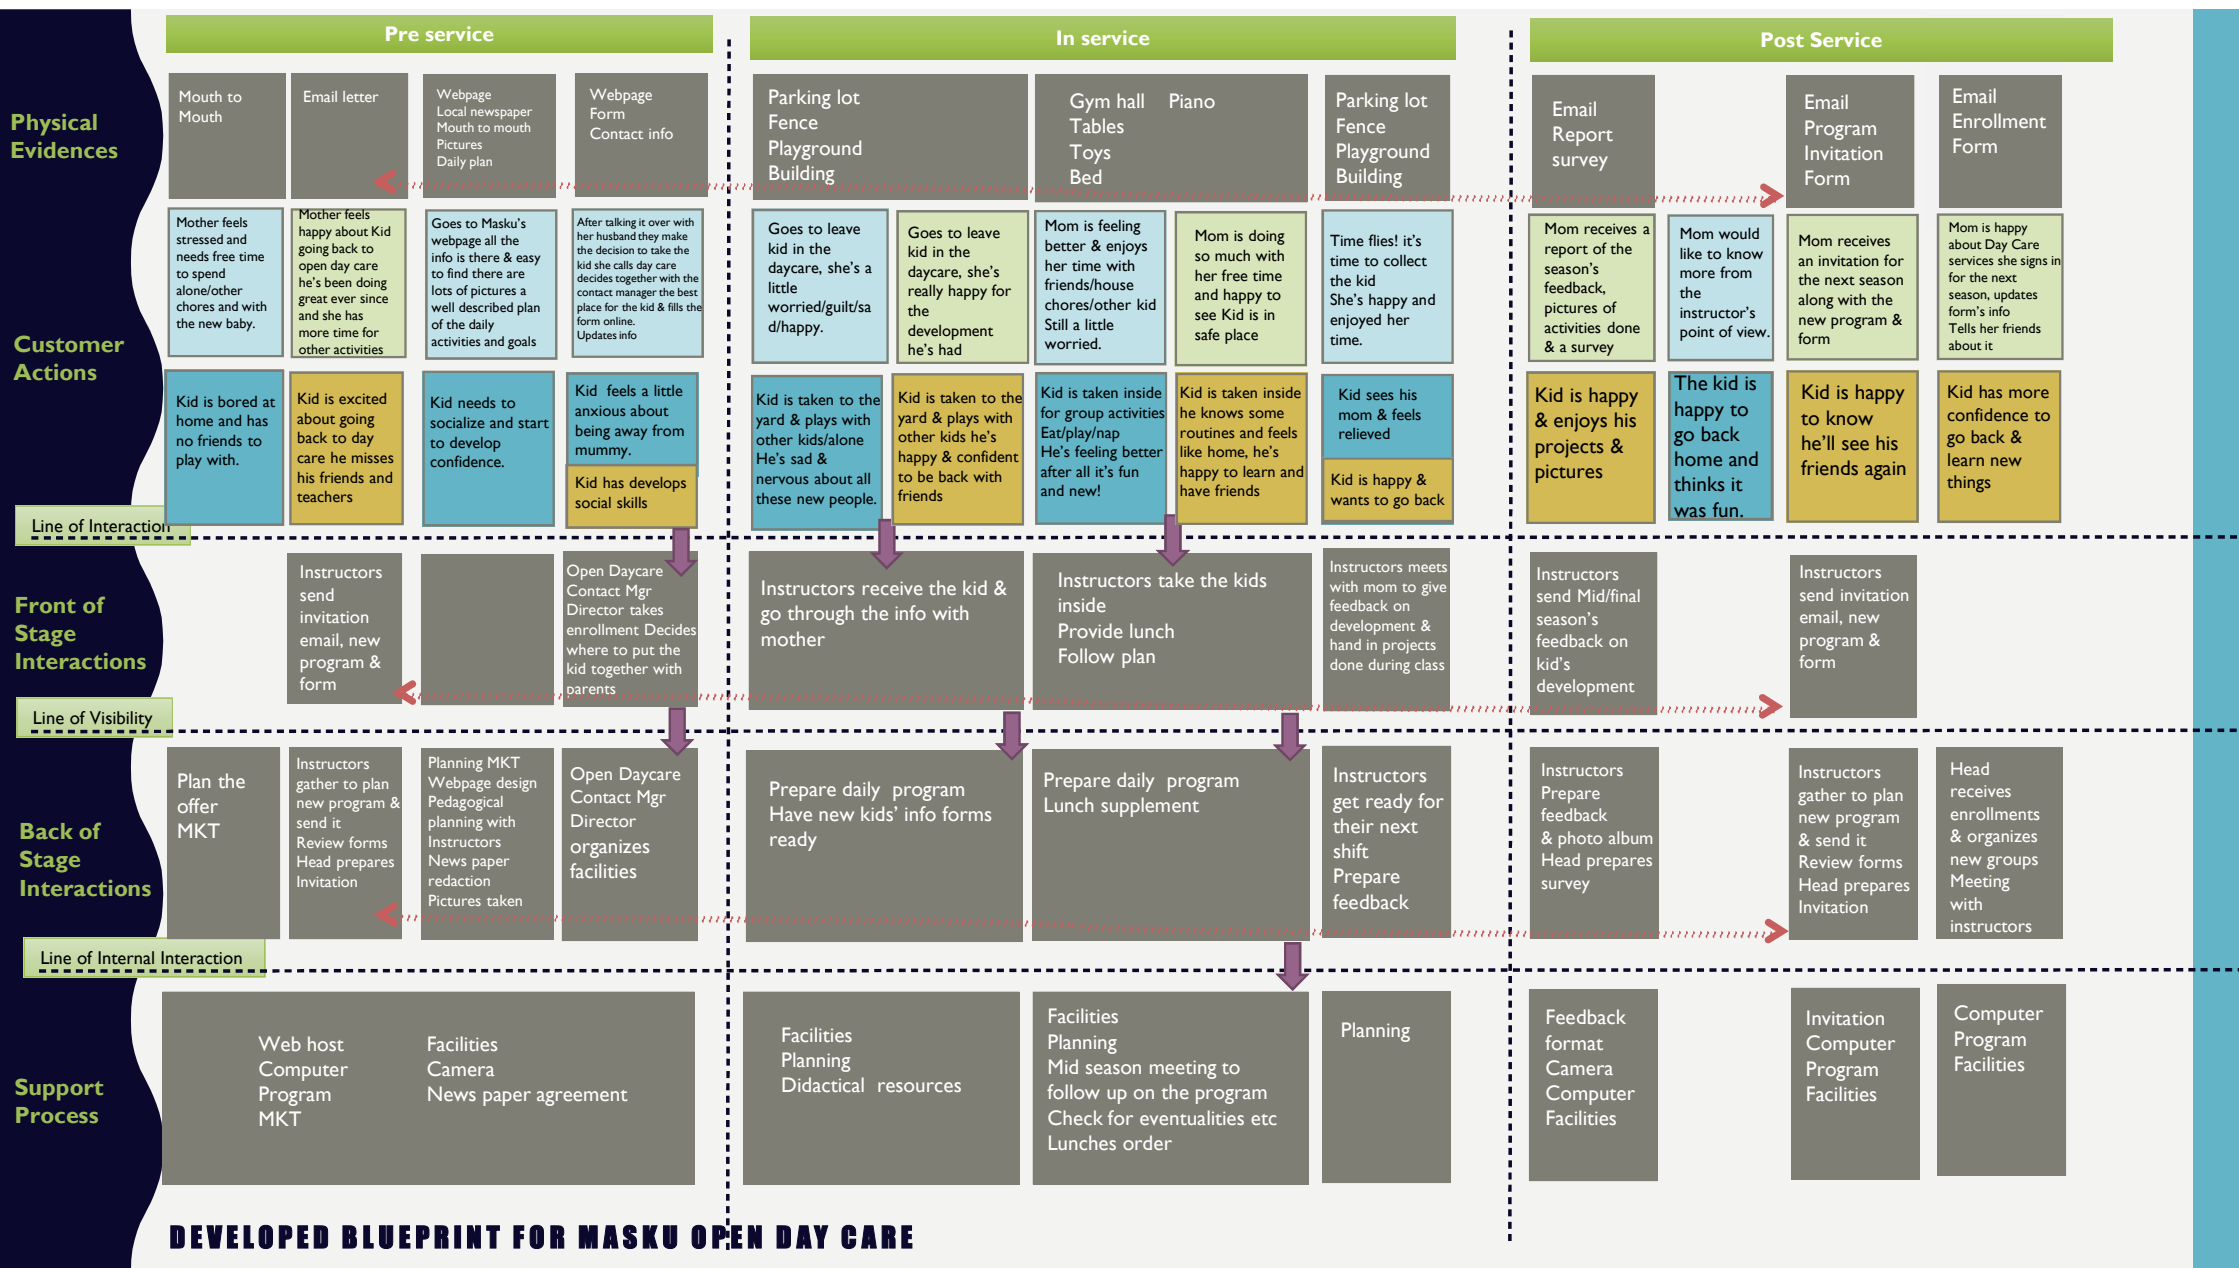 Pre service
In service
Post Service
Physical
Evidences
Mouth to
Mouth
Email letter
Webpage
Local newspaper
Mouth to mouth
Pictures
Daily plan
Webpage
Form
Contact info
Parking lot
Fence
Playground
Building
Gym hall Piano
Tables
Toys
Bed
Parking lot
Fence
Playground
Building
Email
Report
survey
Email
Program
Invitation
Form
Email
Enrollment
Form
Customer
Actions
Mother feels
stressed and
needs free time
to spend
alone/other
chores and with
the new baby.
Mother feels
happy about Kid
going back to
open day care
he's been doing
great ever since
and she has
more time for
other activities
Goes to Masku's
webpage all the
info is there & easy
to find there are
lots of pictures a
well described plan
of the daily
activities and goals
After talking it over with
her husband they make
the decision to take the
kid she calls day care
decides together with the
contact manager the best
place for the kid & fills the
form online.
Updates info
Goes to leave
kid in the
daycare, she's a
little
worried/guilt/sa
d/happy.
Goes to leave
kid in the
daycare, she's
really happy for
the
development
he's had
Mom is feeling
better & enjoys
her time with
friends/house
chores/other kid
Still a little
worried.
Mom is doing
so much with
her free time
and happy to
see Kid is in
safe place
Time flies! it's
time to collect
the kid
She's happy and
enjoyed her
time.
Mom receives a
report of the
season's
feedback,
pictures of
activities done
& a survey
Mom would
like to know
more from
the
instructor's
point of view.
Mom receives
an invitation for
the next season
along with the
new program &
form
Mom is happy
about Day Care
services she signs in
for the next
season, updates
form's info
Tells her friends
about it
Kid is bored at
home and has
no friends to
play with.
Kid is excited
about going
back to day
care he misses
his friends and
teachers
Kid needs to
socialize and start
to develop
confidence.
Kid feels a little
anxious about
being away from
mummy.
Kid has develops
social skills
Kid is taken to the
yard & plays with
other kids/alone
He's sad &
nervous about all
these new people.
Kid is taken to the
yard & plays with
other kids he's
happy & confident
to be back with
friends
Kid is taken inside
for group activities
Eat/play/nap
He's feeling better
after all it's fun
and new!
Kid is taken inside
he knows some
routines and feels
like home, he's
happy to learn and
have friends
Kid sees his
mom & feels
relieved
Kid is happy &
wants to go back
Kid is happy
& enjoys his
projects &
pictures
The kid is
happy to
go back
home and
thinks it
was fun.
Kid is happy
to know
he'll see his
friends again
Kid has more
confidence to
go back &
learn new
things
Line of Interaction
Front of
Stage
Interactions
Instructors
send
invitation
email, new
program &
form
Open Daycare
Contact Mgr
Director takes
enrollment Decides
where to put the
kid together with
parents
Instructors receive the kid &
go through the info with
mother
Instructors take the kids
inside
Provide lunch
Follow plan
Instructors meets
with mom to give
feedback on
development &
hand in projects
done during class
Instructors
send Mid/final
season's
feedback on
kid's
development
Instructors
send invitation
email, new
program &
form
Line of Visibility
Back of
Stage
Interactions
Plan the
offer
MKT
Instructors
gather to plan
new program &
send it
Review forms
Head prepares
Invitation
Planning MKT
Webpage design
Pedagogical
planning with
Instructors
News paper
redaction
Pictures taken
Open Daycare
Contact Mgr
Director
organizes
facilities
Prepare daily program
Have new kids' info forms
ready
Prepare daily program
Lunch supplement
Instructors
get ready for
their next
shift
Prepare
feedback
Instructors
Prepare
feedback
& photo album
Head prepares
survey
Instructors
gather to plan
new program
& send it
Review forms
Head prepares
Invitation
Head
receives
enrollments
& organizes
new groups
Meeting
with
instructors
Line of Internal Interaction
Support
Process
Web host
Computer
Program
MKT
Facilities
Camera
News paper agreement
Facilities
Planning
Didactical resources
Facilities
Planning
Mid season meeting to
follow up on the program
Check for eventualities etc
Lunches order
Planning
Feedback
format
Camera
Computer
Facilities
Invitation
Computer
Program
Facilities
Computer
Program
Facilities
DEVELOPED BLUEPRINT FOR MASKU OPEN DAY CARE